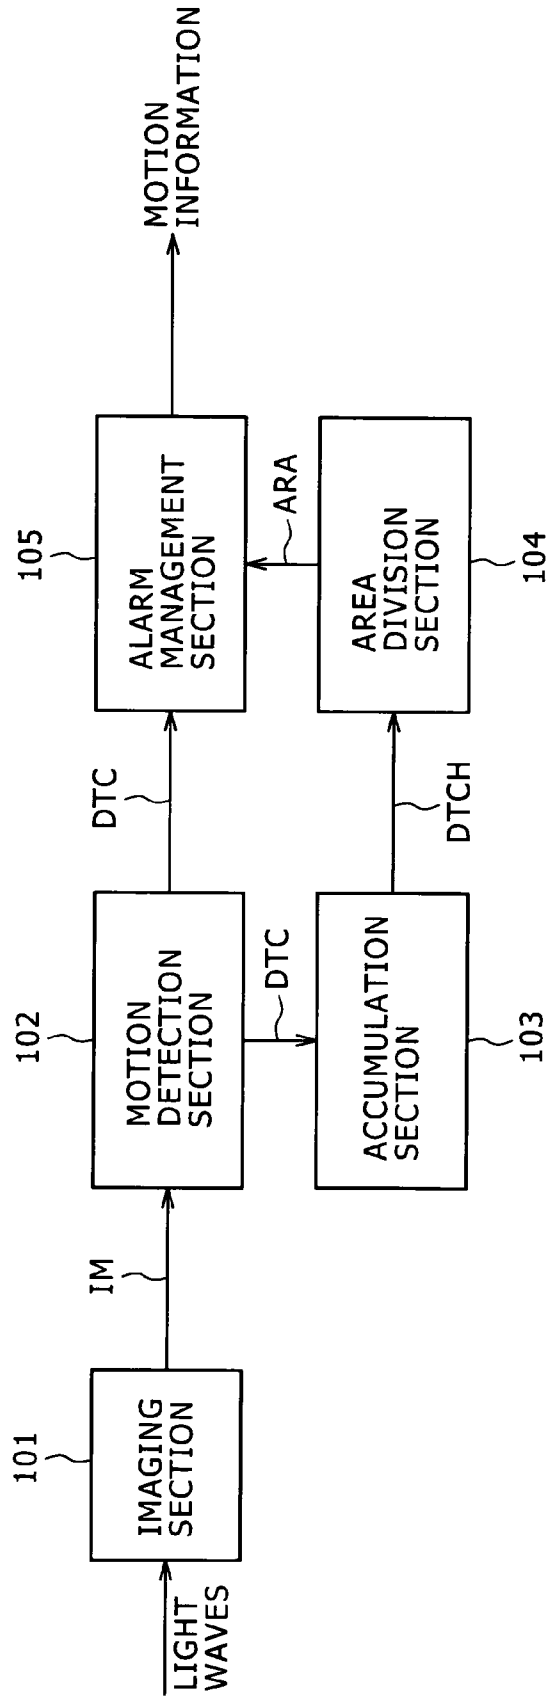 LIGHT
WAVES
101
IMAGING
SECTION
IM
102
MOTION
DETECTION
SECTION
DTC
DTC
103
ACCUMULATION
SECTION
DTCH
105
ALARM
MANAGEMENT
SECTION
ARA
104
AREA
DIVISION
SECTION
MOTION
INFORMATION